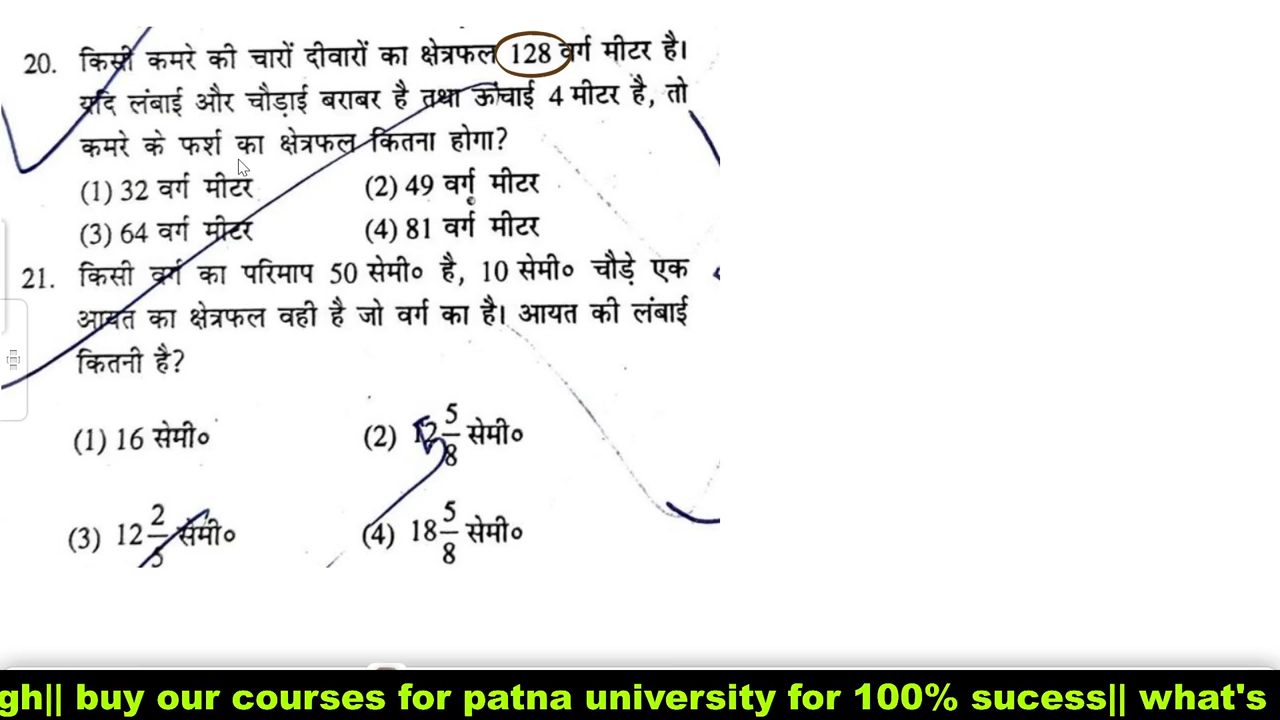 20. किसी कमरे की चारों दीवारों का क्षेत्रफल 128 वर्ग मीटर है।
यदि लंबाई और चौड़ाई बराबर है तथा ऊंचाई 4 मीटर है, तो
कमरे के फर्श का क्षेत्रफल कितना होगा?
(1) 32 वर्ग मीटर (2) 49 वर्ग मीटर
(3) 64 वर्ग मीटर (4) 81 वर्ग मीटर
21. किसी वर्ग का परिमाप 50 सेमी० है, 10 सेमी० चौड़े एक
आयत का क्षेत्रफल वही है जो वर्ग का है। आयत की लंबाई
कितनी है?
(1) 16 सेमी० (2) 12 5/8 सेमी०
(3) 12 2/5 सेमी० (4) 18 5/8 सेमी०
gh|| buy our courses for patna university for 100% sucess|| what's